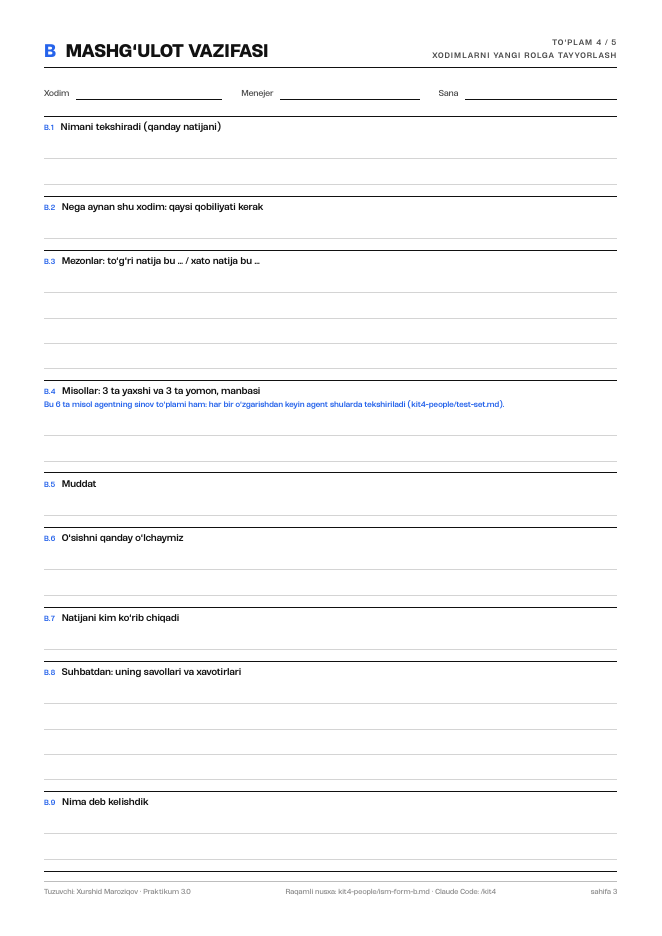 B MASHG‘ULOT VAZIFASI
TO‘PLAM 4 / 5
XODIMLARNI YANGI ROLGA TAYYORLASH
Xodim Menejer Sana
B.1 Nimani tekshiradi (qanday natijani)
B.2 Nega aynan shu xodim: qaysi qobiliyati kerak
B.3 Mezonlar: to‘g‘ri natija bu … / xato natija bu …
B.4 Misollar: 3 ta yaxshi va 3 ta yomon, manbasi
Bu 6 ta misol agentning sinov to‘plami ham: har bir o‘zgarishdan keyin agent shularda tekshiriladi (kit4-people/test-set.md).
B.5 Muddat
B.6 O‘sishni qanday o‘lchaymiz
B.7 Natijani kim ko‘rib chiqadi
B.8 Suhbatdan: uning savollari va xavotirlari
B.9 Nima deb kelishdik
Tuzuvchi: Xurshid Maroziqov · Praktikum 3.0 Raqamli nusxa: kit4-people/ism-form-b.md · Claude Code: /kit4 sahifa 3